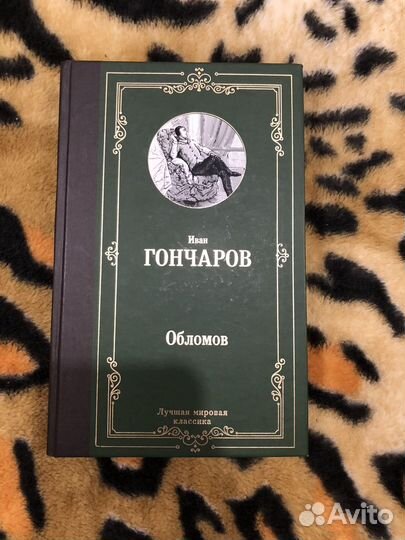 Иван
ГОНЧАРОВ
Обломов
Лучшая мировая
классика
Avito